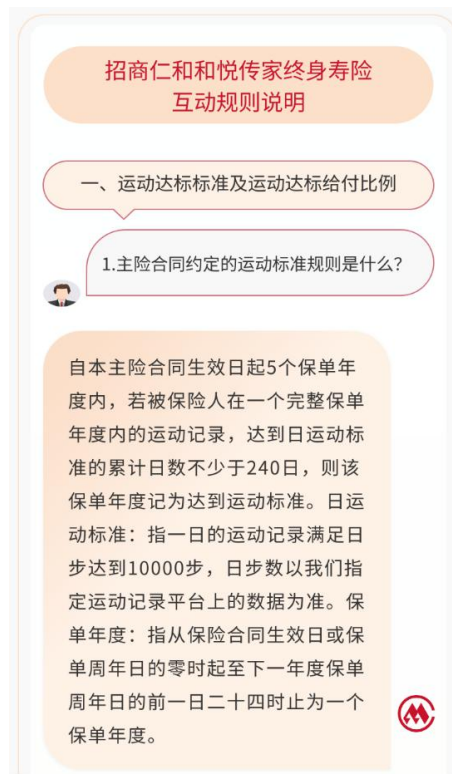 招商仁和和悦传家终身寿险
互动规则说明
一、运动达标标准及运动达标给付比例
1.主险合同约定的运动标准规则是什么?
自本主险合同生效日起5个保单年
度内，若被保险人在一个完整保单
年度内的运动记录，达到日运动标
准的累计日数不少于240日，则该
保单年度记为达到运动标准。日运
动标准：指一日的运动记录满足日
步达到10000步，日步数以我们指
定运动记录平台上的数据为准。保
单年度：指从保险合同生效日或保
单周年日的零时起至下一年度保单
周年日的前一日二十四时止为一个
保单年度。